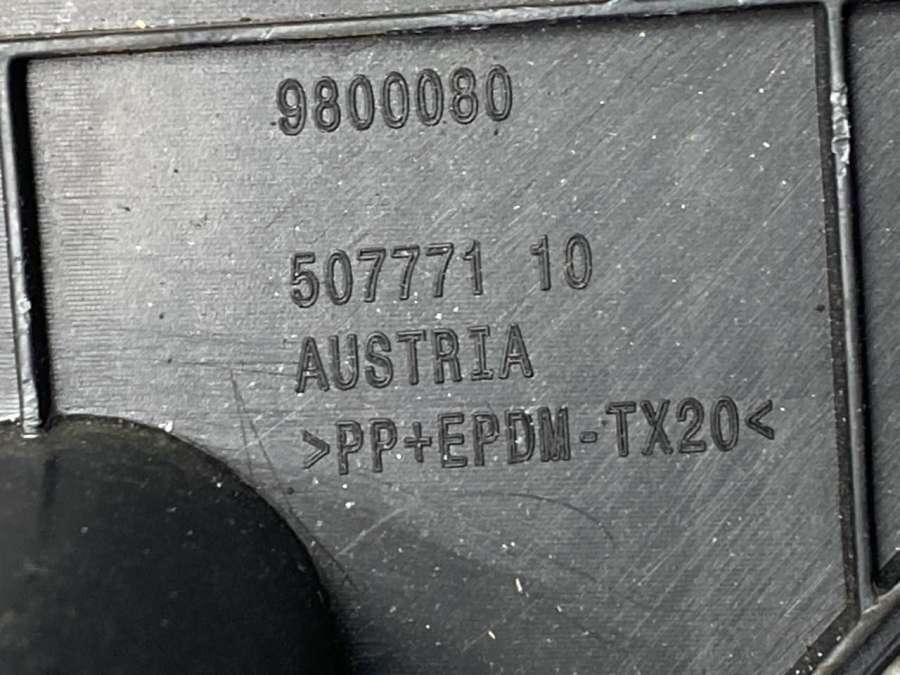 9800080
507771 10
AUSTRIA
>PP+EPDM-TX20<